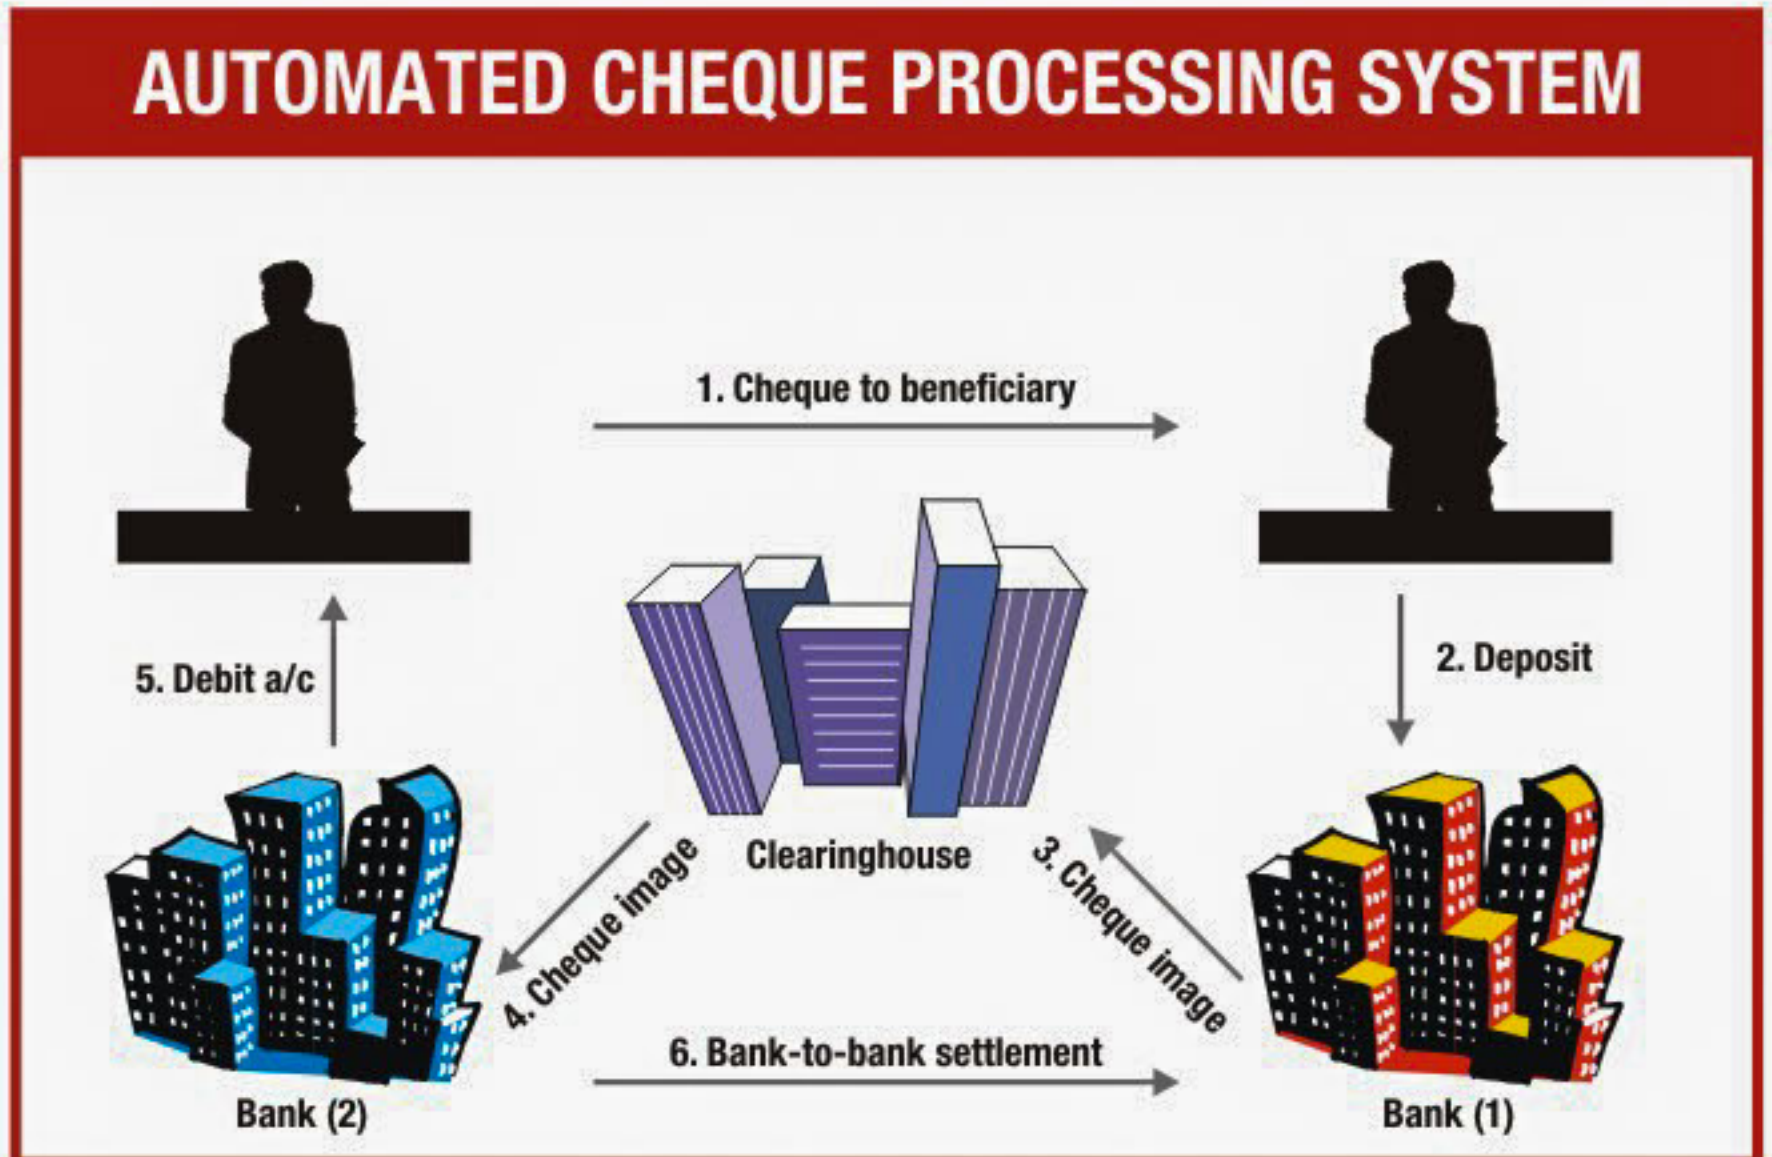 AUTOMATED CHEQUE PROCESSING SYSTEM
1. Cheque to beneficiary
5. Debit a/c
2. Deposit
Clearinghouse
4. Cheque image
3. Cheque image
6. Bank-to-bank settlement
Bank (2)
Bank (1)